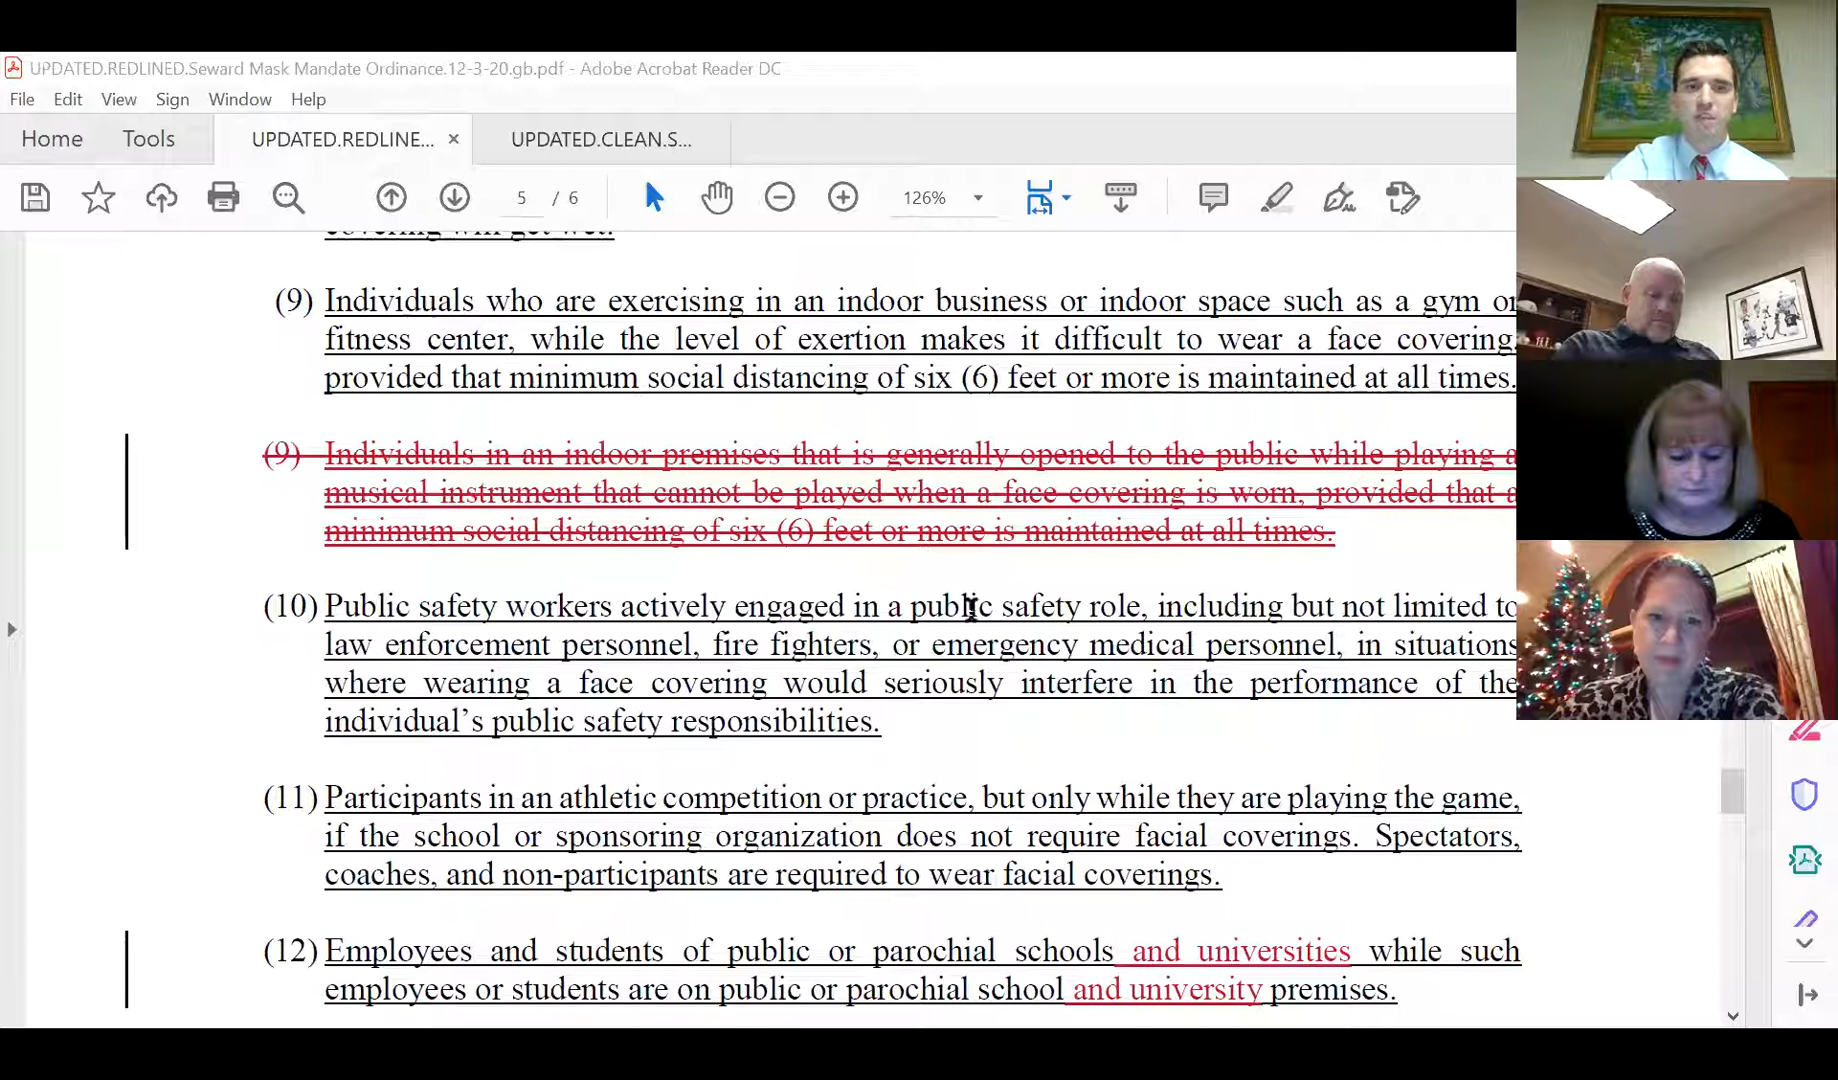 UPDATED.REDLINED.Seward Mask Mandate Ordinance.12-3-20.gb.pdf - Adobe Acrobat Reader DC
File Edit View Sign Window Help
Home Tools UPDATED.REDLINE... × UPDATED.CLEAN.S...
5 / 6 126%
covering will get wet.
(9) Individuals who are exercising in an indoor business or indoor space such as a gym or
fitness center, while the level of exertion makes it difficult to wear a face covering,
provided that minimum social distancing of six (6) feet or more is maintained at all times.
(9) Individuals in an indoor premises that is generally opened to the public while playing a
musical instrument that cannot be played when a face covering is worn, provided that a
minimum social distancing of six (6) feet or more is maintained at all times.
(10) Public safety workers actively engaged in a public safety role, including but not limited to
law enforcement personnel, fire fighters, or emergency medical personnel, in situations
where wearing a face covering would seriously interfere in the performance of the
individual’s public safety responsibilities.
(11) Participants in an athletic competition or practice, but only while they are playing the game,
if the school or sponsoring organization does not require facial coverings. Spectators,
coaches, and non-participants are required to wear facial coverings.
(12) Employees and students of public or parochial schools and universities while such
employees or students are on public or parochial school and university premises.